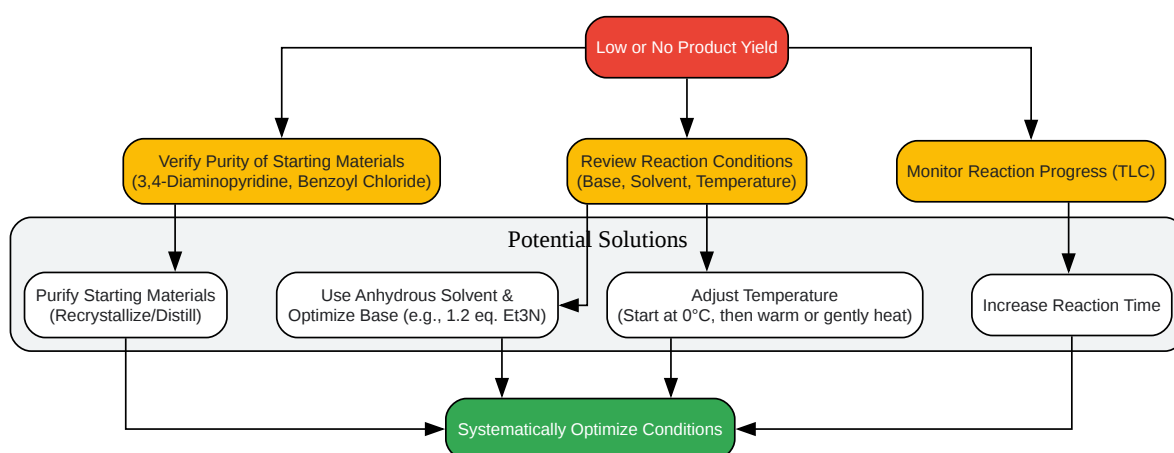 Low or No Product Yield
Verify Purity of Starting Materials
(3,4-Diaminopyridine, Benzoyl Chloride)
Review Reaction Conditions
(Base, Solvent, Temperature)
Monitor Reaction Progress (TLC)
Potential Solutions
Purify Starting Materials
(Recrystallize/Distill)
Use Anhydrous Solvent &
Optimize Base (e.g., 1.2 eq. Et3N)
Adjust Temperature
(Start at 0°C, then warm or gently heat)
Increase Reaction Time
Systematically Optimize Conditions